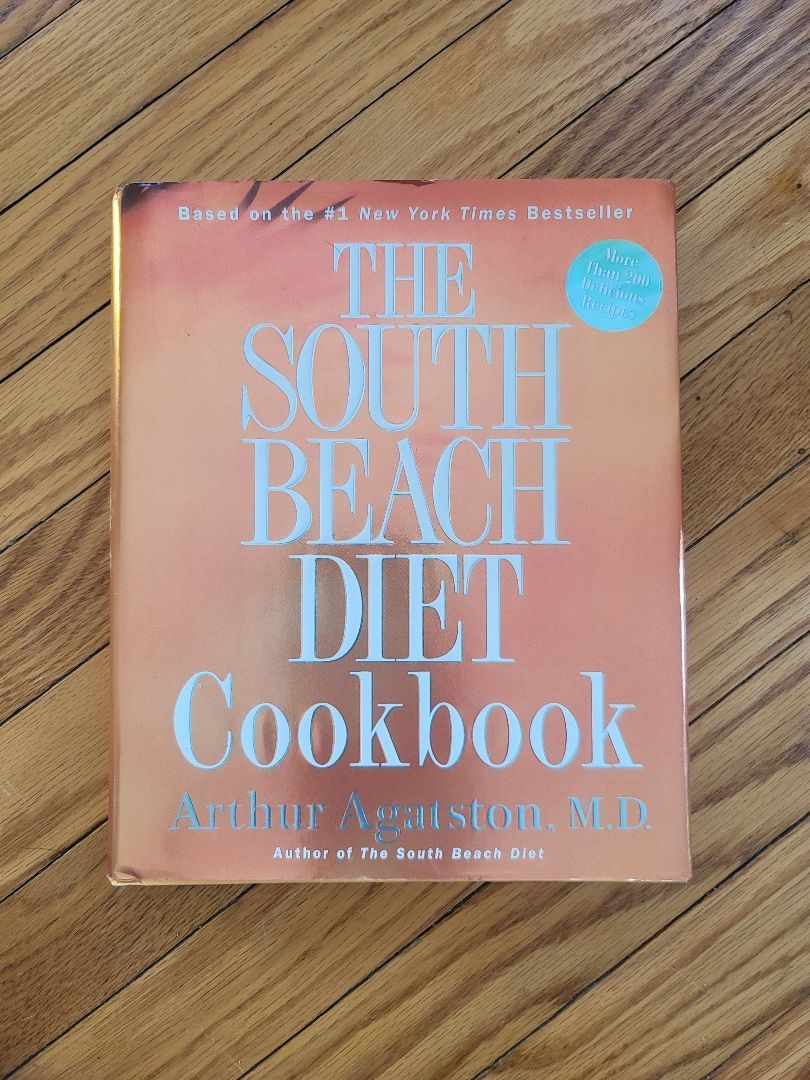 Based on the #1 New York Times Bestseller
THE
SOUTH
BEACH
DIET
Cookbook
More
Than 200
Delicious
Recipes
Arthur Agatston, M.D.
Author of The South Beach Diet